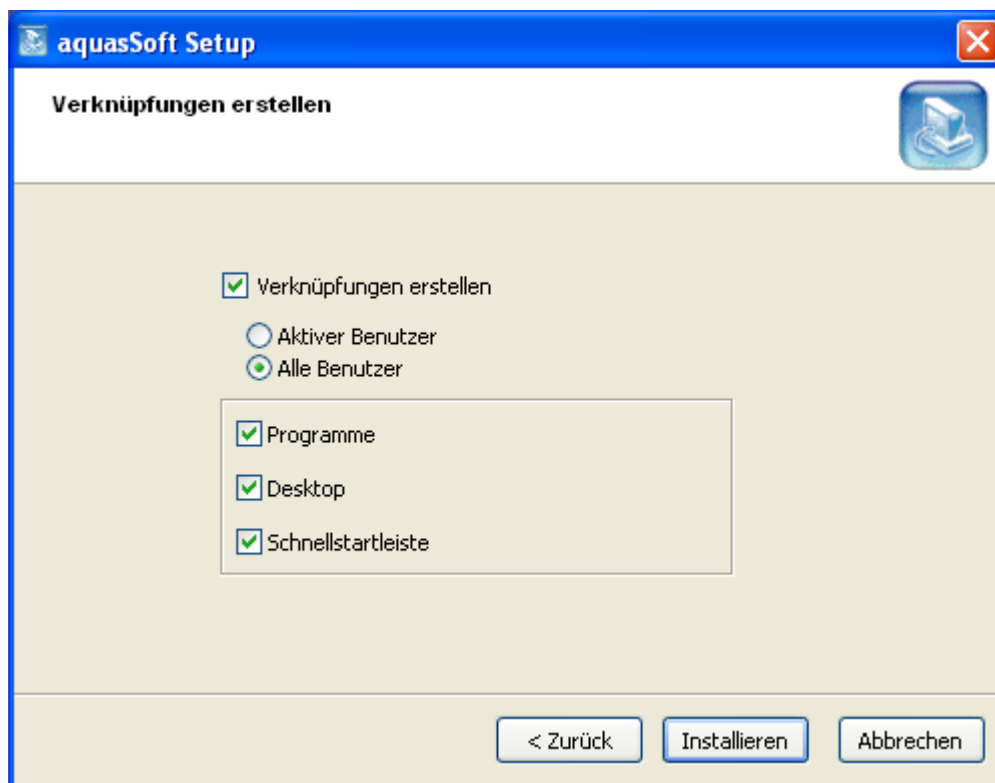 aquasSoft Setup
Verknüpfungen erstellen
Verknüpfungen erstellen
Aktiver Benutzer
Alle Benutzer
Programme
Desktop
Schnellstartleiste
< Zurück Installieren Abbrechen